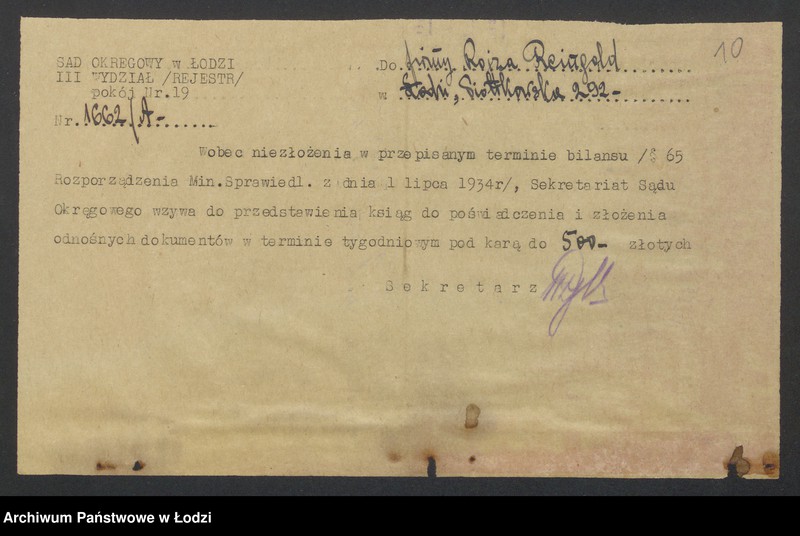 SAD OKRĘGOWY w ŁODZI
III WYDZIAŁ /REJESTR/
pokój Nr.19
Nr. 1662/A-
Do firmy Rojza Reingold
w Łodzi, Piotrkowska 292-
10
Wobec niezłożenia w przepisanym terminie bilansu /§ 65
Rozporządzenia Min.Sprawiedl. z dnia 1 lipca 1934r/, Sekretariat Sądu
Okręgowego wzywa do przedstawienia ksiąg do poświadczenia i złożenia
odnośnych dokumentów w terminie tygodniowym pod karą do 500- złotych
Sekretarz
Archiwum Państwowe w Łodzi